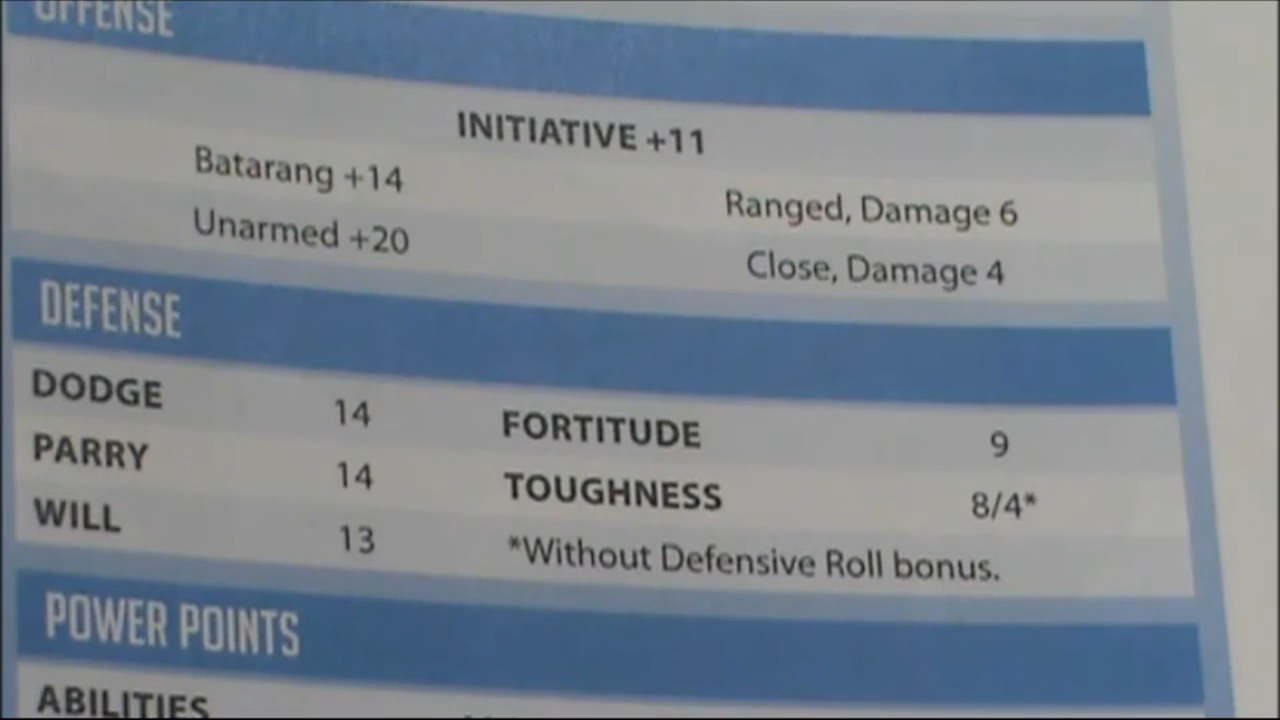 OFFENSE
INITIATIVE +11
Batarang +14 Ranged, Damage 6
Unarmed +20 Close, Damage 4
DEFENSE
DODGE 14 FORTITUDE 9
PARRY 14 TOUGHNESS 8/4*
WILL 13 *Without Defensive Roll bonus.
POWER POINTS
ABILITIES